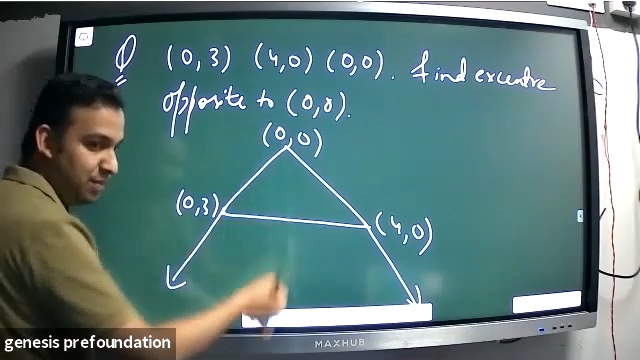 Q (0,3) (4,0) (0,0). find excentre
opposite to (0,0).
(0,0)
(0,3)
(4,0)
genesis prefoundation
MAXHUB